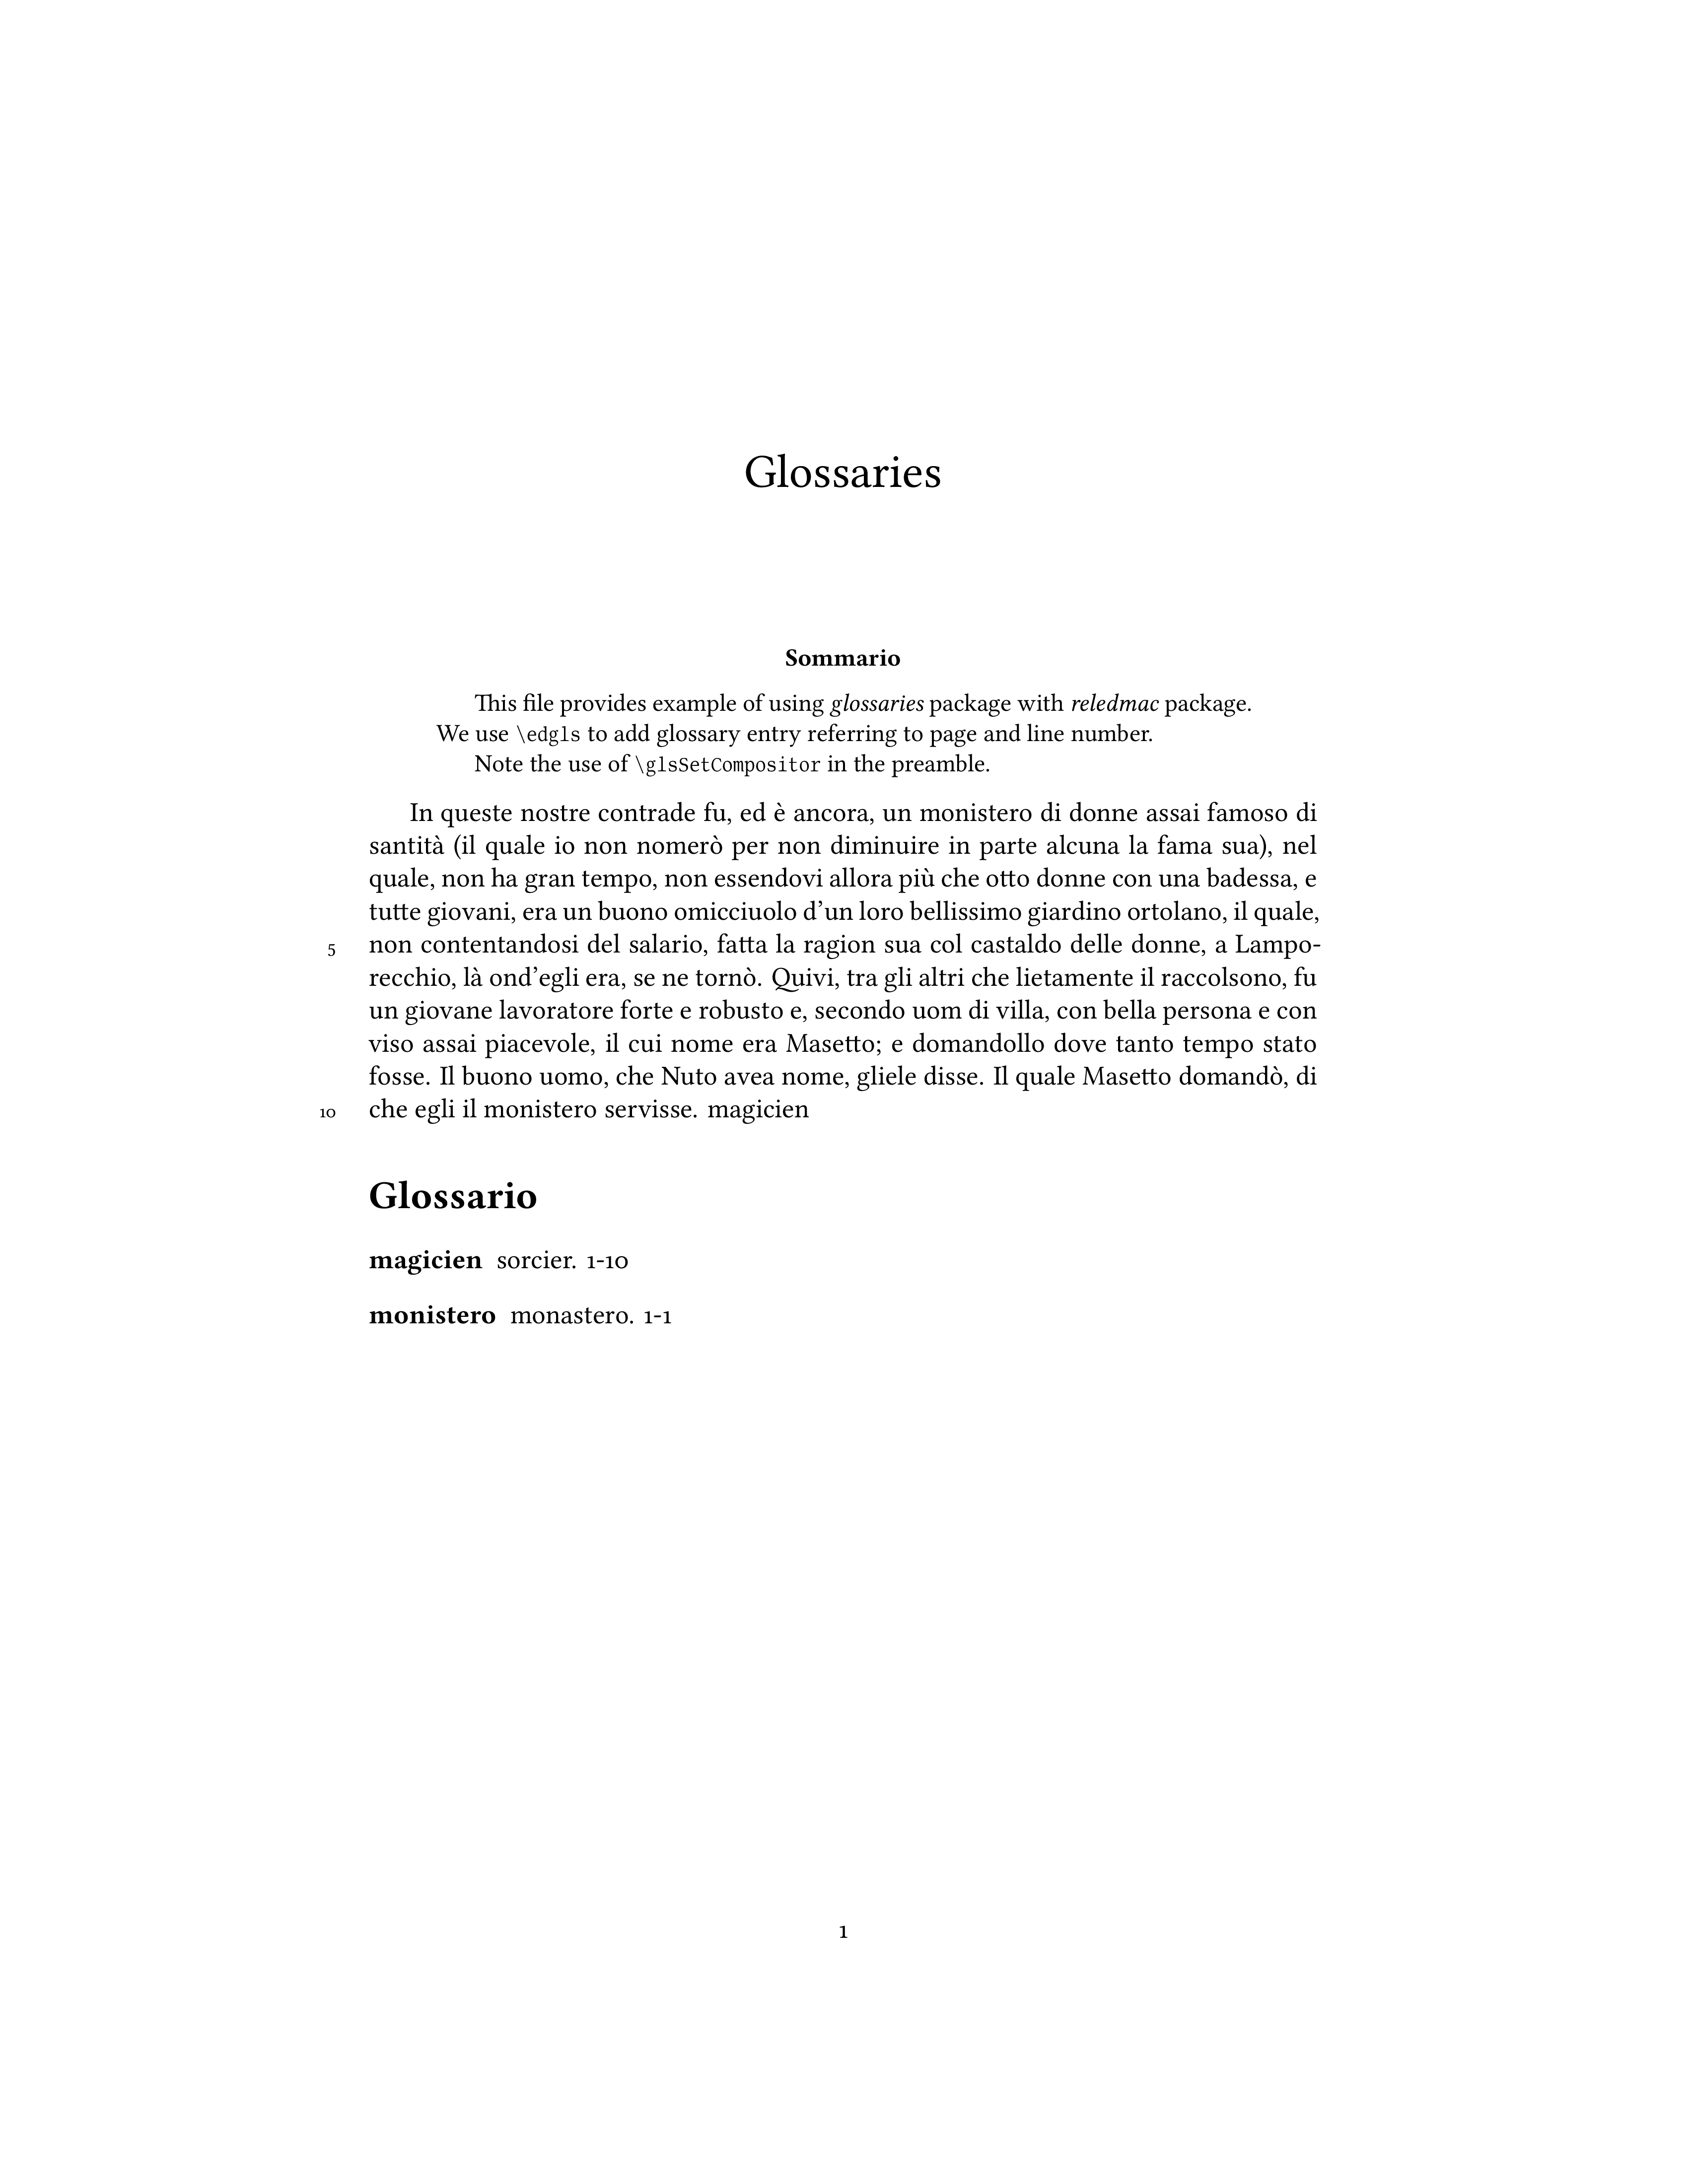 Glossaries
Sommario
This file provides example of using glossaries package with reledmac package.
We use \edgls to add glossary entry referring to page and line number.
Note the use of \glsSetCompositor in the preamble.
In queste nostre contrade fu, ed è ancora, un monistero di donne assai famoso di
santità (il quale io non nomerò per non diminuire in parte alcuna la fama sua), nel
quale, non ha gran tempo, non essendovi allora più che otto donne con una badessa, e
tutte giovani, era un buono omicciuolo d'un loro bellissimo giardino ortolano, il quale,
5 non contentandosi del salario, fatta la ragion sua col castaldo delle donne, a Lampo-
recchio, là ond'egli era, se ne tornò. Quivi, tra gli altri che lietamente il raccolsono, fu
un giovane lavoratore forte e robusto e, secondo uom di villa, con bella persona e con
viso assai piacevole, il cui nome era Masetto; e domandollo dove tanto tempo stato
fosse. Il buono uomo, che Nuto avea nome, gliele disse. Il quale Masetto domandò, di
10 che egli il monistero servisse. magicien
Glossario
magicien sorcier. 1-10
monistero monastero. 1-1
1